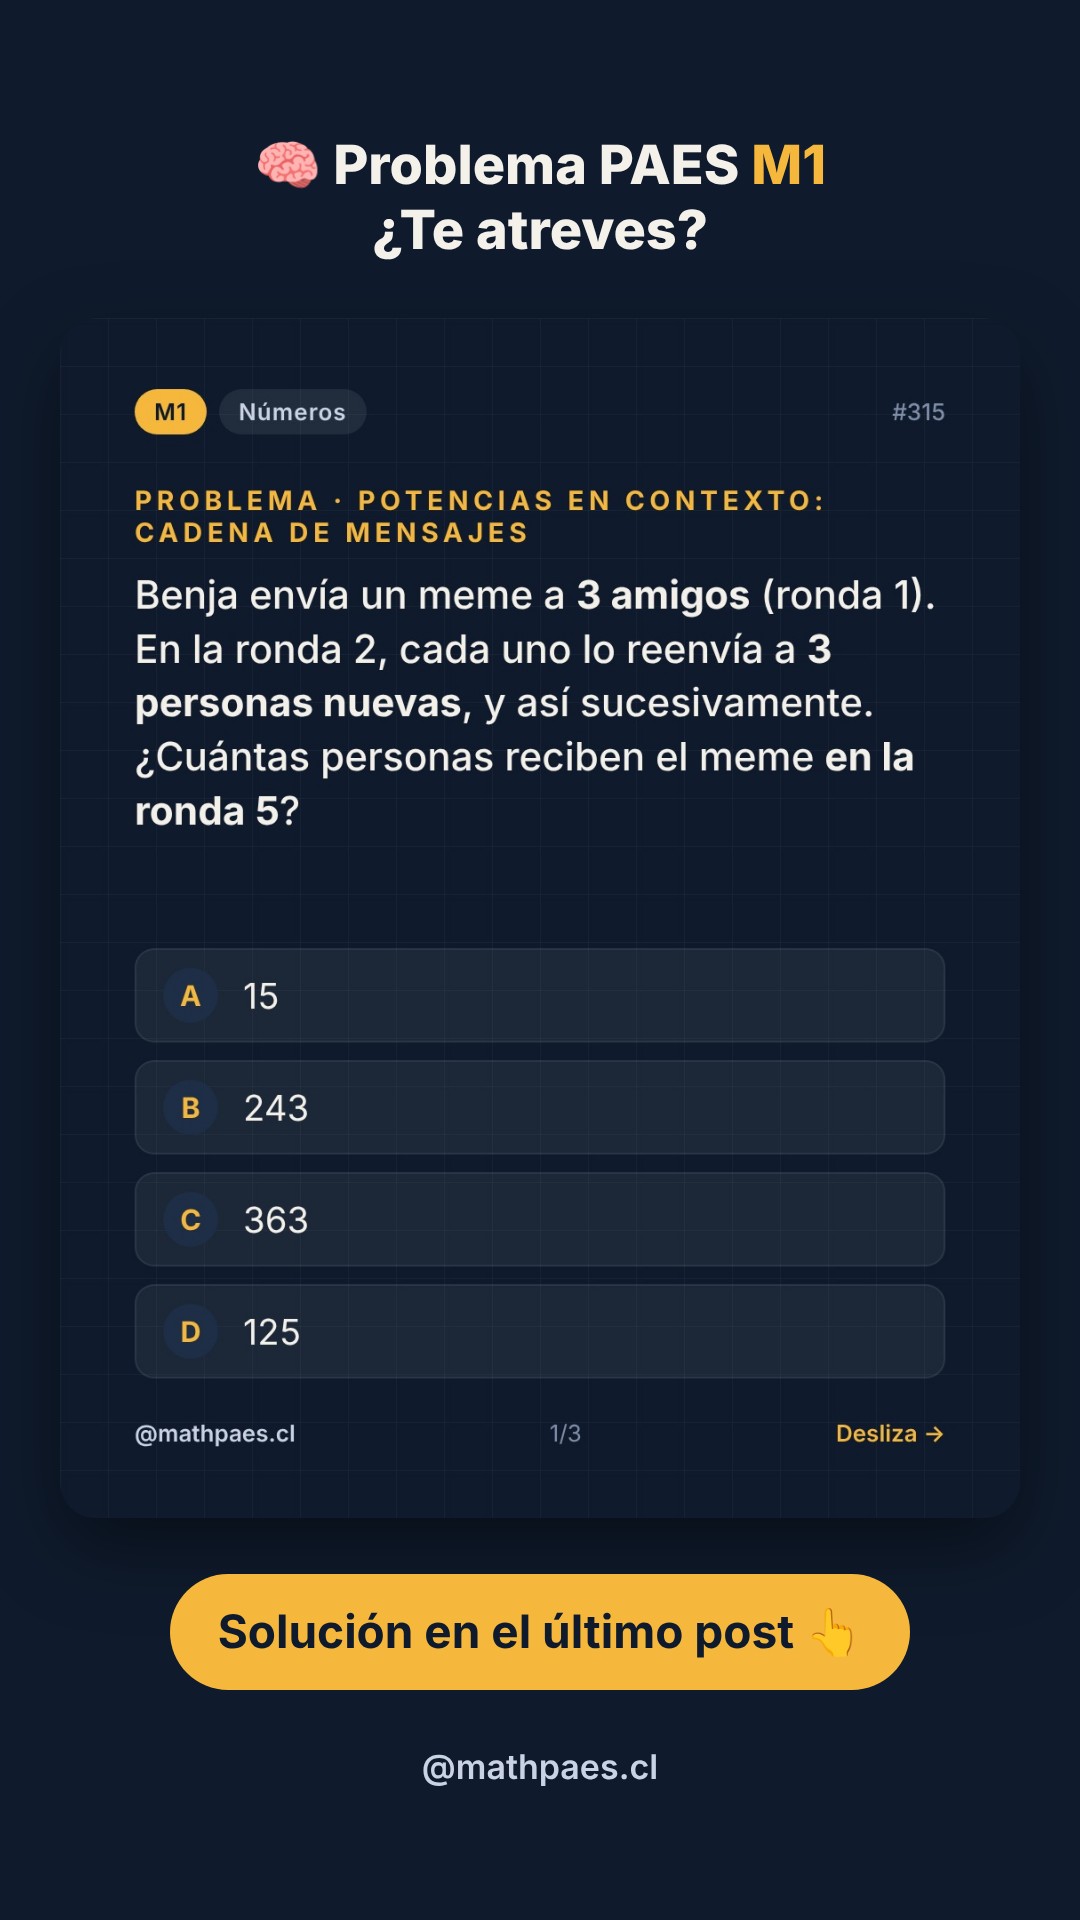 🧠 Problema PAES M1
¿Te atreves?
M1 Números #315
PROBLEMA · POTENCIAS EN CONTEXTO:
CADENA DE MENSAJES
Benja envía un meme a 3 amigos (ronda 1).
En la ronda 2, cada uno lo reenvía a 3
personas nuevas, y así sucesivamente.
¿Cuántas personas reciben el meme en la
ronda 5?
A 15
B 243
C 363
D 125
@mathpaes.cl 1/3 Desliza →
Solución en el último post 👆
@mathpaes.cl